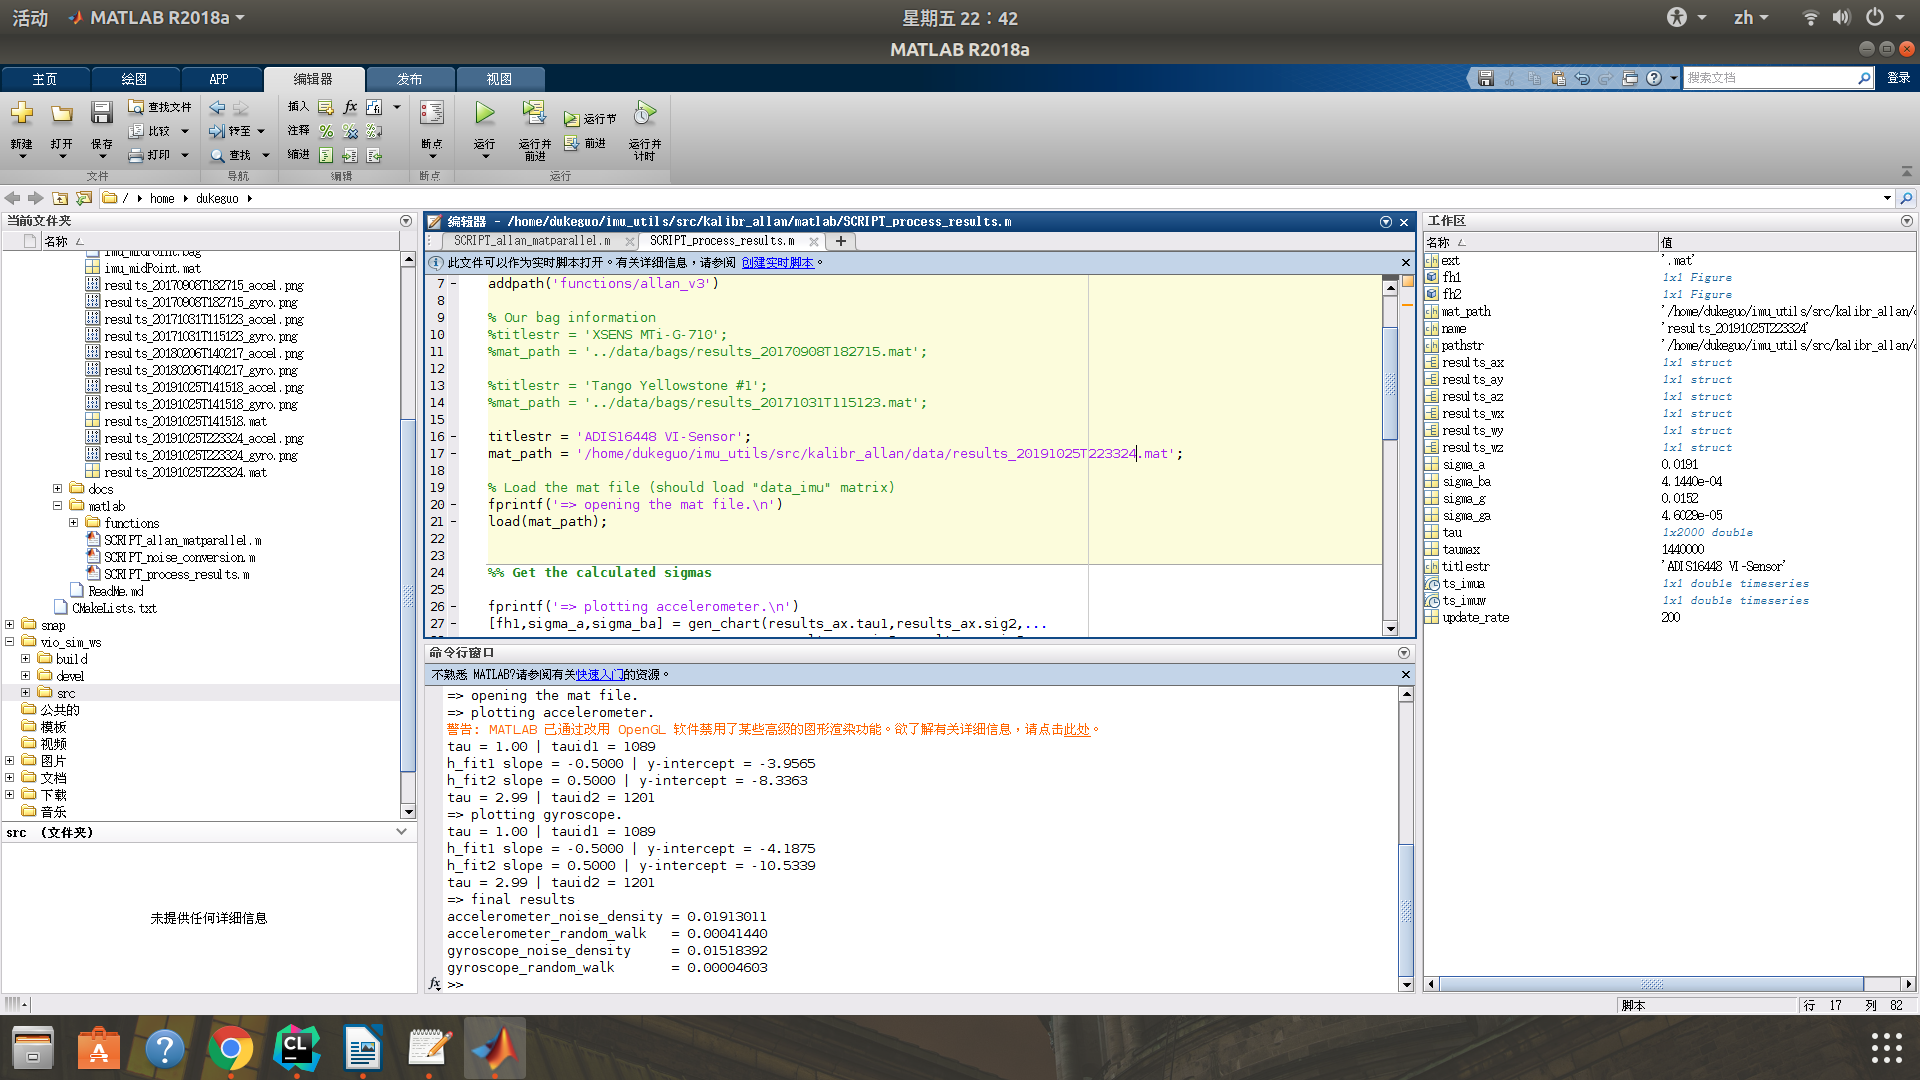 活动
MATLAB R2018a
星期五 22：42
zh
MATLAB R2018a
主页
绘图
APP
编辑器
发布
视图
搜索文档
登录
新建
打开
保存
查找文件
比较
打印
转至
查找
插入
注释
缩进
断点
运行
运行并
前进
运行节
前进
运行并
计时
文件
导航
编辑
断点
运行
/ home dukeguo
当前文件夹
名称
imu_midPoint.bag
imu_midPoint.mat
results_20170908T182715_accel.png
results_20170908T182715_gyro.png
results_20171031T115123_accel.png
results_20171031T115123_gyro.png
results_20180206T140217_accel.png
results_20180206T140217_gyro.png
results_20191025T141518_accel.png
results_20191025T141518_gyro.png
results_20191025T141518.mat
results_20191025T223324_accel.png
results_20191025T223324_gyro.png
results_20191025T223324.mat
docs
matlab
functions
SCRIPT_allan_matparallel.m
SCRIPT_noise_conversion.m
SCRIPT_process_results.m
ReadMe.md
CMakeLists.txt
snap
vio_sim_ws
build
devel
src
公共的
模板
视频
图片
文档
下载
音乐
src (文件夹)
未提供任何详细信息
编辑器 - /home/dukeguo/imu_utils/src/kalibr_allan/matlab/SCRIPT_process_results.m
SCRIPT_allan_matparallel.m
SCRIPT_process_results.m
此文件可以作为实时脚本打开。有关详细信息，请参阅 创建实时脚本。
7 - addpath('functions/allan_v3')
8
9 % Our bag information
10 %titlestr = 'XSENS MTi-G-710';
11 %mat_path = '../data/bags/results_20170908T182715.mat';
12
13 %titlestr = 'Tango Yellowstone #1';
14 %mat_path = '../data/bags/results_20171031T115123.mat';
15
16 - titlestr = 'ADIS16448 VI-Sensor';
17 - mat_path = '/home/dukeguo/imu_utils/src/kalibr_allan/data/results_20191025T223324.mat';
18
19 % Load the mat file (should load "data_imu" matrix)
20 - fprintf('=> opening the mat file.\n')
21 - load(mat_path);
22
23
24 %% Get the calculated sigmas
25
26 - fprintf('=> plotting accelerometer.\n')
27 - [fh1,sigma_a,sigma_ba] = gen_chart(results_ax.tau1,results_ax.sig2,...
命令行窗口
不熟悉 MATLAB?请参阅有关快速入门的资源。
=> opening the mat file.
=> plotting accelerometer.
警告: MATLAB 已通过改用 OpenGL 软件禁用了某些高级的图形渲染功能。欲了解有关详细信息，请点击此处。
tau = 1.00 | tauid1 = 1089
h_fit1 slope = -0.5000 | y-intercept = -3.9565
h_fit2 slope = 0.5000 | y-intercept = -8.3363
tau = 2.99 | tauid2 = 1201
=> plotting gyroscope.
tau = 1.00 | tauid1 = 1089
h_fit1 slope = -0.5000 | y-intercept = -4.1875
h_fit2 slope = 0.5000 | y-intercept = -10.5339
tau = 2.99 | tauid2 = 1201
=> final results
accelerometer_noise_density = 0.01913011
accelerometer_random_walk = 0.00041440
gyroscope_noise_density = 0.01518392
gyroscope_random_walk = 0.00004603
fx >>
工作区
名称 值
ext '.mat'
fh1 1x1 Figure
fh2 1x1 Figure
mat_path '/home/dukeguo/imu_utils/src/kalibr_allan/
name 'results_20191025T223324'
pathstr '/home/dukeguo/imu_utils/src/kalibr_allan/
results_ax 1x1 struct
results_ay 1x1 struct
results_az 1x1 struct
results_wx 1x1 struct
results_wy 1x1 struct
results_wz 1x1 struct
sigma_a 0.0191
sigma_ba 4.1440e-04
sigma_g 0.0152
sigma_ga 4.6029e-05
tau 1x2000 double
taumax 1440000
titlestr 'ADIS16448 VI-Sensor'
ts_imua 1x1 double timeseries
ts_imuw 1x1 double timeseries
update_rate 200
脚本
行 17 列 82
CL